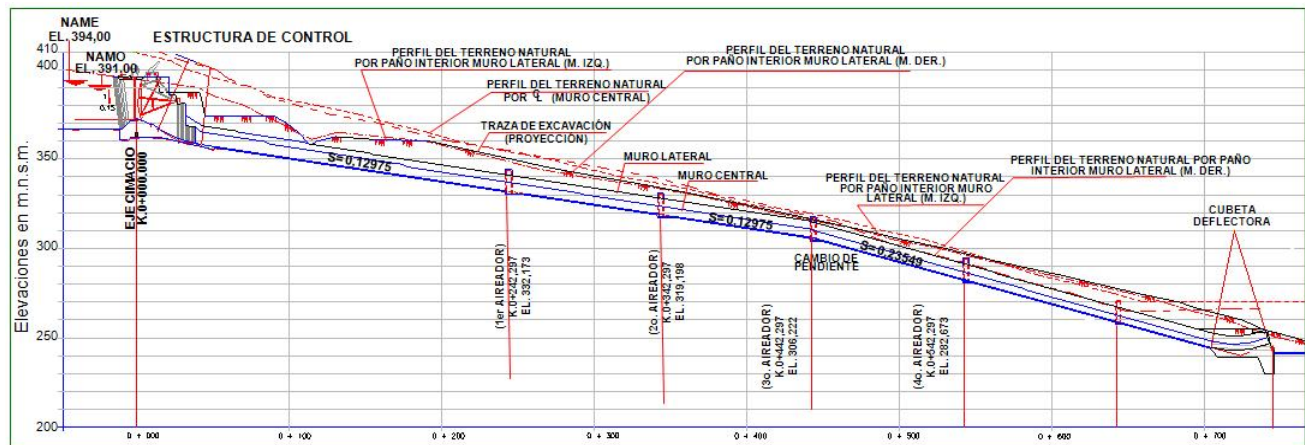 NAME
EL. 394,00
ESTRUCTURA DE CONTROL
NAMO
EL. 391,00
PERFIL DEL TERRENO NATURAL
POR PAÑO INTERIOR MURO LATERAL (M. IZQ.)
PERFIL DEL TERRENO NATURAL
POR PAÑO INTERIOR MURO LATERAL (M. DER.)
PERFIL DEL TERRENO NATURAL
POR CL (MURO CENTRAL)
TRAZA DE EXCAVACIÓN
(PROYECCIÓN)
MURO LATERAL
MURO CENTRAL
PERFIL DEL TERRENO NATURAL
POR PAÑO INTERIOR MURO
LATERAL (M. IZQ.)
PERFIL DEL TERRENO NATURAL POR PAÑO
INTERIOR MURO LATERAL (M. DER.)
CUBETA
DEFLECTORA
1
0.15
S=0,12975
S=0,12975
S=0,23549
CAMBIO DE
PENDIENTE
EJE CIMACIO
K.0+000,000
(1er AIREADOR)
K.0+242,297
EL. 332,173
(2o. AIREADOR)
K.0+342,297
EL. 319,198
(3o. AIREADOR)
K.0+442,297
EL. 306,222
(4o. AIREADOR)
K.0+542,297
EL. 282,673
Elevaciones en m.n.s.m.
410
400
350
300
250
200
0 + 000
0 + 100
0 + 200
0 + 300
0 + 400
0 + 500
0 + 600
0 + 700